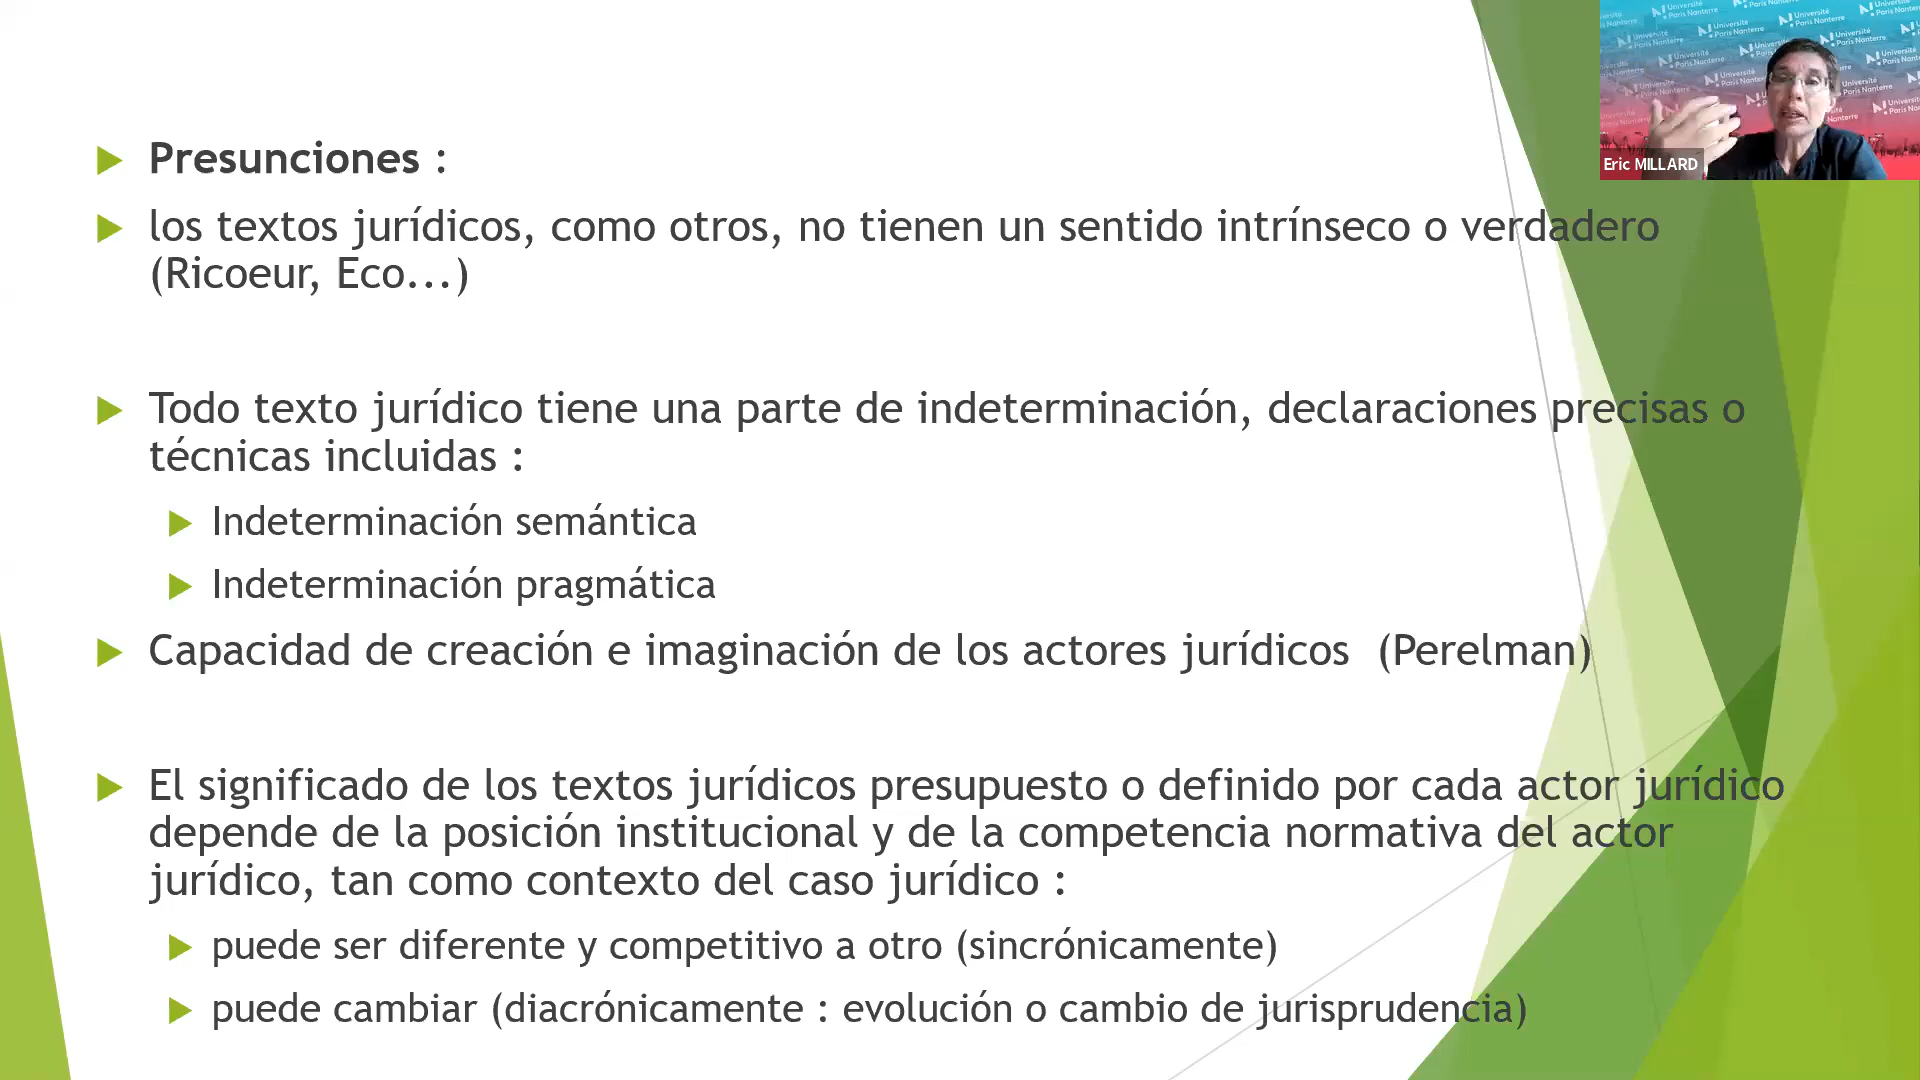 Presunciones :
los textos jurídicos, como otros, no tienen un sentido intrínseco o verdadero
(Ricoeur, Eco...)
Todo texto jurídico tiene una parte de indeterminación, declaraciones precisas o
técnicas incluidas :
Indeterminación semántica
Indeterminación pragmática
Capacidad de creación e imaginación de los actores jurídicos (Perelman)
El significado de los textos jurídicos presupuesto o definido por cada actor jurídico
depende de la posición institucional y de la competencia normativa del actor
jurídico, tan como contexto del caso jurídico :
puede ser diferente y competitivo a otro (sincrónicamente)
puede cambiar (diacrónicamente : evolución o cambio de jurisprudencia)
Université
Paris Nanterre
Eric MILLARD